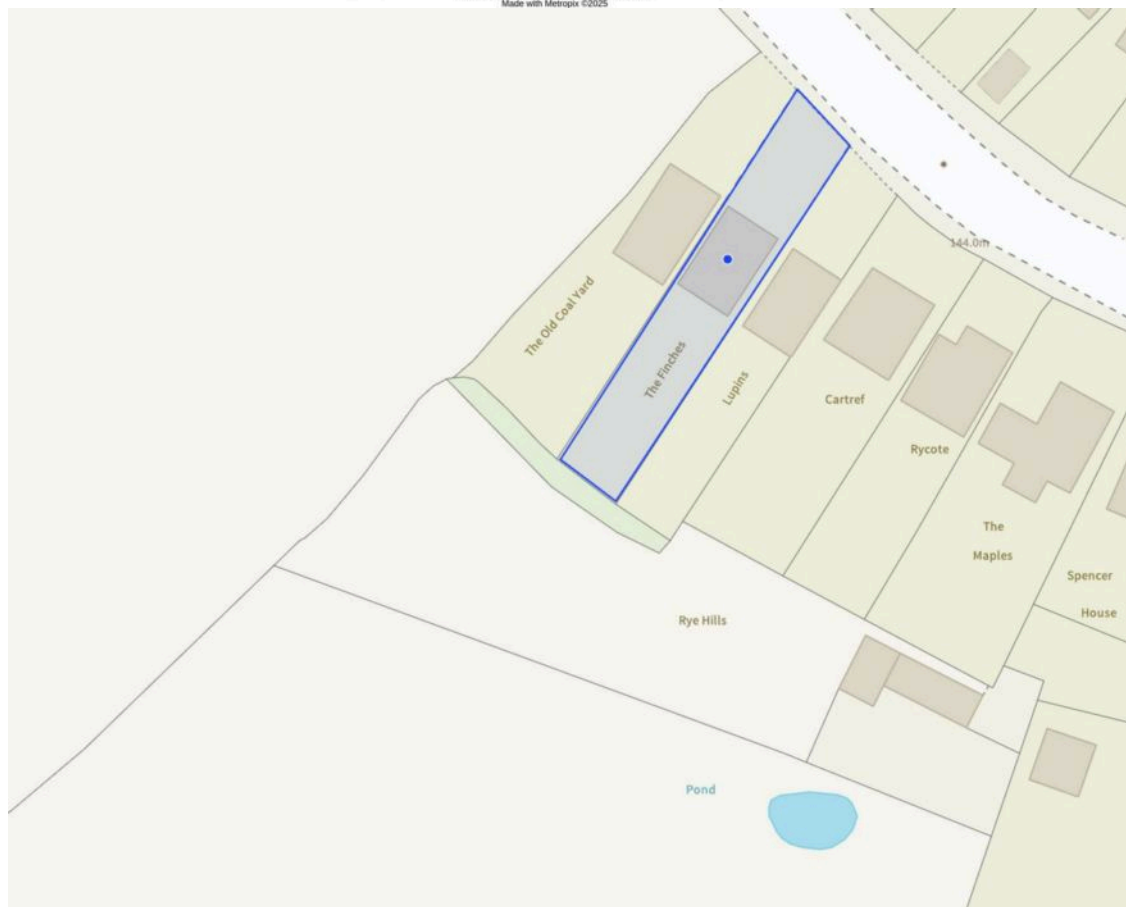 Made with Metropix ©2025
144.0m
The Old Coal Yard
The Finches
Lupins
Cartref
Rycote
The
Maples
Spencer
House
Rye Hills
Pond